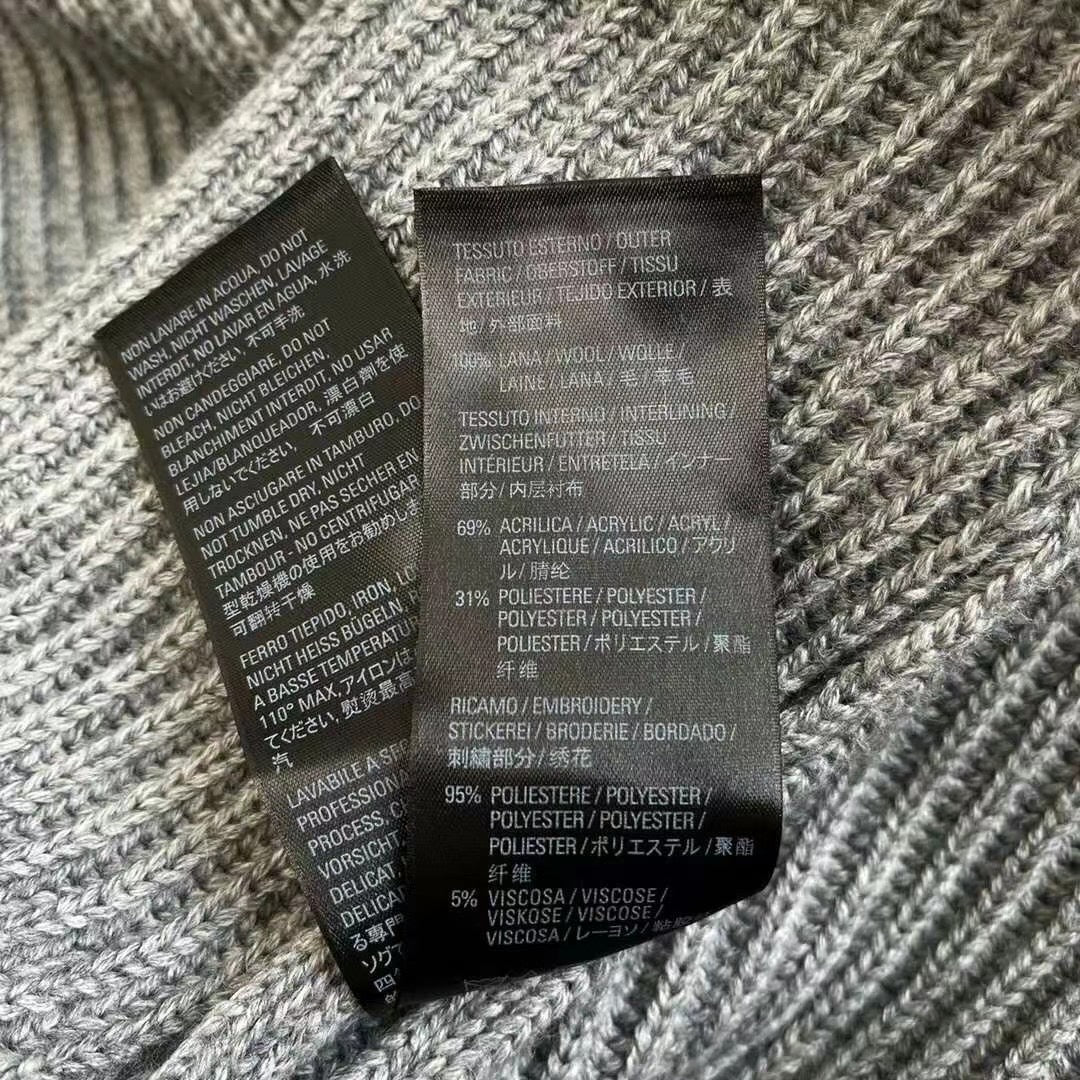 NON LAVARE IN ACQUA, DO NOT
WASH, NICHT WASCHEN, LAVAGE
INTERDIT, NO LAVAR EN AGUA, 水洗
いはお避けください, 不可手洗
NON CANDEGGIARE, DO NOT
BLEACH, NICHT BLEICHEN,
BLANCHIMENT INTERDIT, NO USAR
LEJIA/BLANQUEADOR, 漂白剤を使
用しないでください, 不可漂白
NON ASCIUGARE IN TAMBURO, DO
NOT TUMBLE DRY, NICHT
TROCKNEN, NE PAS SECHER EN
TAMBOUR - NO CENTRIFUGAR
型乾燥機の使用をお勧めしま
可翻转干燥
FERRO TIEPIDO, IRON,
NICHT HEISS BÜGELN,
A BASSE TEMPERATUR
110° MAX,アイロンは
てください, 熨烫最高
汽
LAVABILE A
PROFESSIONA
PROCESS,
VORSICHT
DELICAT
DELICA
る専門
ソグで
TESSUTO ESTERNO / OUTER
FABRIC / OBERSTOFF / TISSU
EXTERIEUR / TEJIDO EXTERIOR / 表
地 / 外部面料
100% LANA / WOOL / WOLLE /
LAINE / LANA / 毛 / 羊毛
TESSUTO INTERNO / INTERLINING /
ZWISCHENFUTTER / TISSU
INTERIEUR / ENTRETELA / インナー
部分 / 内层衬布
69% ACRILICA / ACRYLIC / ACRYL /
ACRYLIQUE / ACRILICO / アクリ
ル / 腈纶
31% POLIESTERE / POLYESTER /
POLYESTER / POLYESTER /
POLIESTER / ポリエステル / 聚酯
纤维
RICAMO / EMBROIDERY /
STICKEREI / BRODERIE / BORDADO /
刺繍部分 / 绣花
95% POLIESTERE / POLYESTER /
POLYESTER / POLYESTER /
POLIESTER / ポリエステル / 聚酯
纤维
5% VISCOSA / VISCOSE /
VISKOSE / VISCOSE /
VISCOSA / レーヨソ /